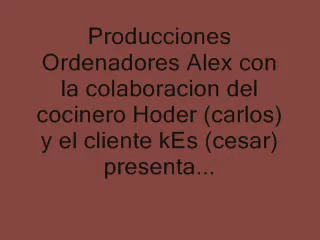 Producciones
Ordenadores Alex con
la colaboracion del
cocinero Hoder (carlos)
y el cliente kEs (cesar)
presenta...